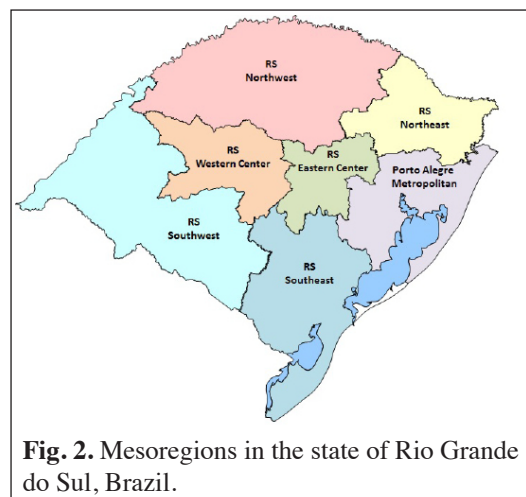 RS
Northwest
RS
Northeast
RS
Western Center
RS
Eastern Center
Porto Alegre
Metropolitan
RS
Southwest
RS
Southeast
Fig. 2. Mesoregions in the state of Rio Grande
do Sul, Brazil.